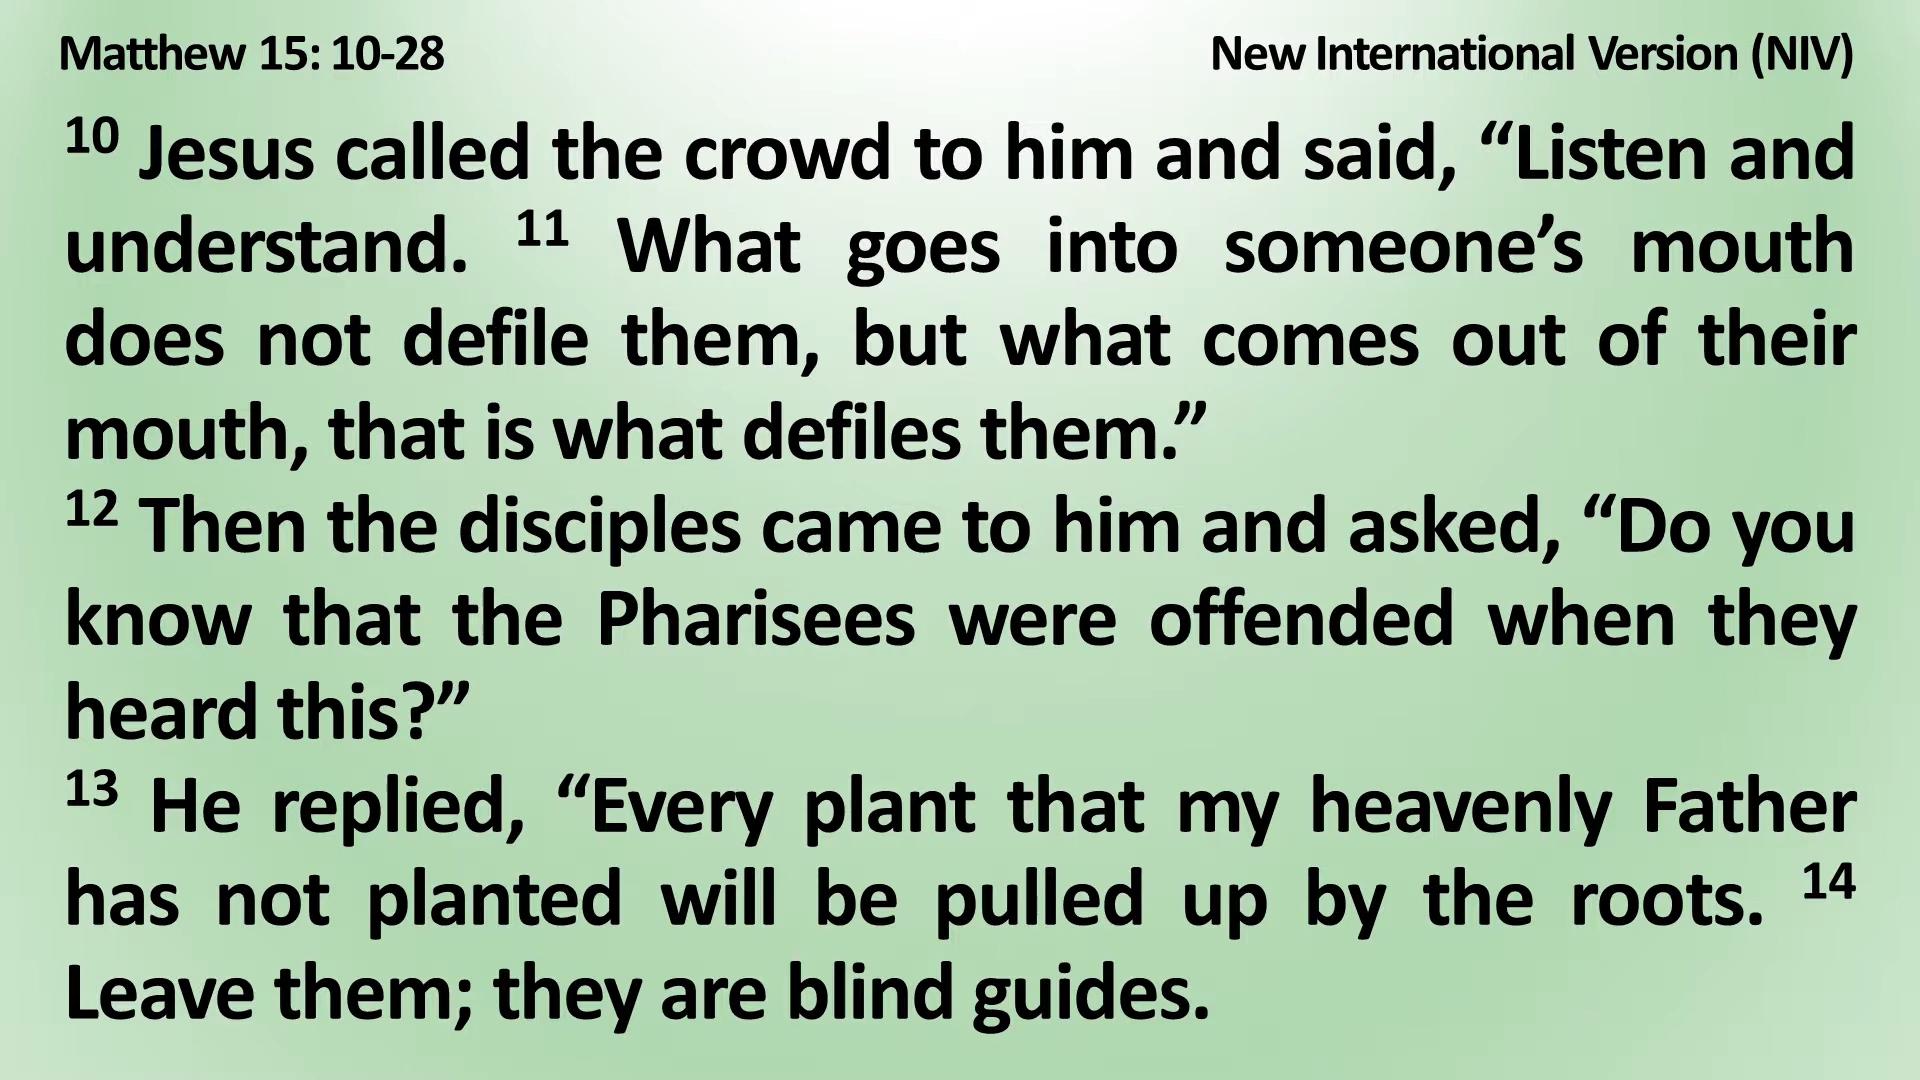 Matthew 15: 10-28
New International Version (NIV)
10 Jesus called the crowd to him and said, “Listen and
understand. 11 What goes into someone’s mouth
does not defile them, but what comes out of their
mouth, that is what defiles them.”
12 Then the disciples came to him and asked, “Do you
know that the Pharisees were offended when they
heard this?”
13 He replied, “Every plant that my heavenly Father
has not planted will be pulled up by the roots. 14
Leave them; they are blind guides.